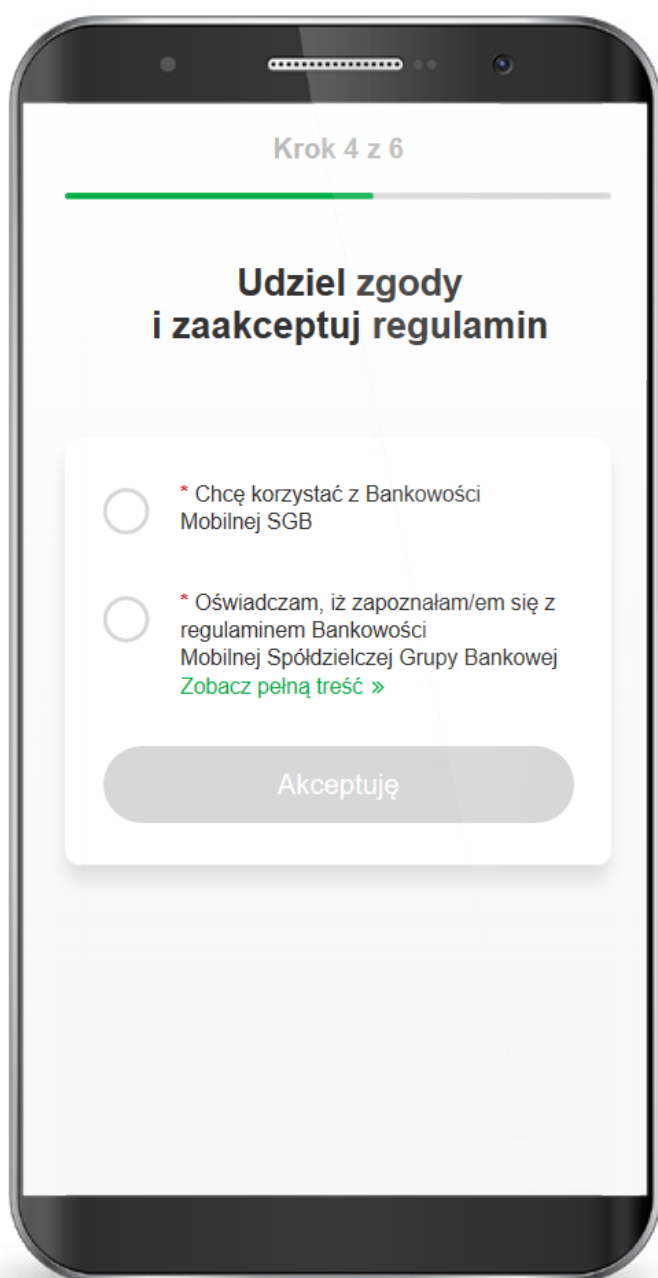 Krok 4 z 6
Udziel zgody
i zaakceptuj regulamin
* Chcę korzystać z Bankowości
Mobilnej SGB
* Oświadczam, iż zapoznałam/em się z
regulaminem Bankowości
Mobilnej Spółdzielczej Grupy Bankowej
Zobacz pełną treść »
Akceptuję